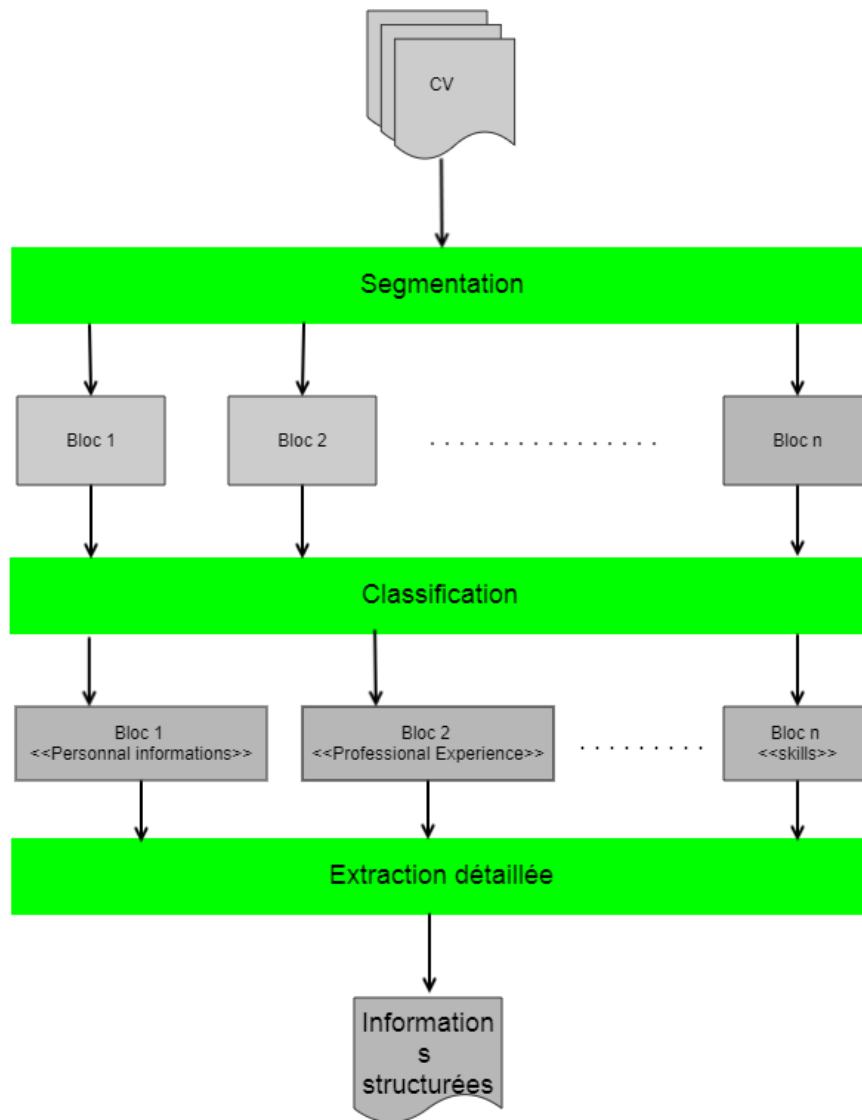 CV
Segmentation
Bloc 1
Bloc 2
. . . . . . . . . . . . . . . .
Bloc n
Classification
Bloc 1
<<Personnal informations>>
Bloc 2
<<Professional Experience>>
. . . . . . . . .
Bloc n
<<skills>>
Extraction détaillée
Information
s
structurées